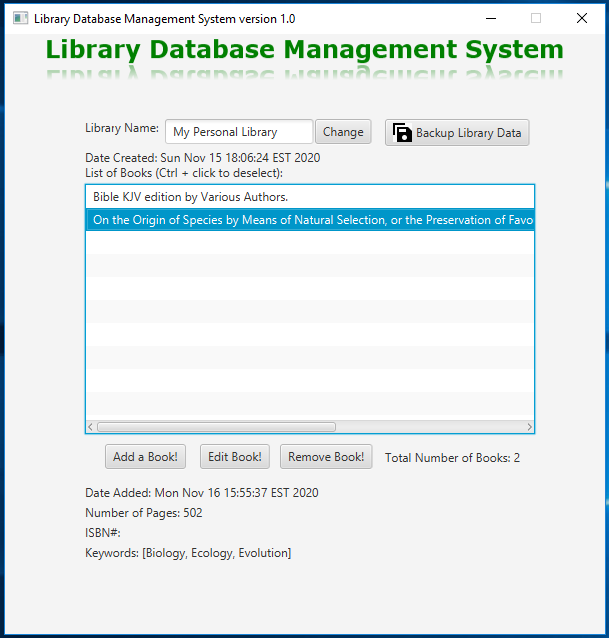 Library Database Management System version 1.0
Library Database Management System
Library Name: My Personal Library Change Backup Library Data
Date Created: Sun Nov 15 18:06:24 EST 2020
List of Books (Ctrl + click to deselect):
Bible KJV edition by Various Authors.
On the Origin of Species by Means of Natural Selection, or the Preservation of Favo
Add a Book! Edit Book! Remove Book! Total Number of Books: 2
Date Added: Mon Nov 16 15:55:37 EST 2020
Number of Pages: 502
ISBN#:
Keywords: [Biology, Ecology, Evolution]